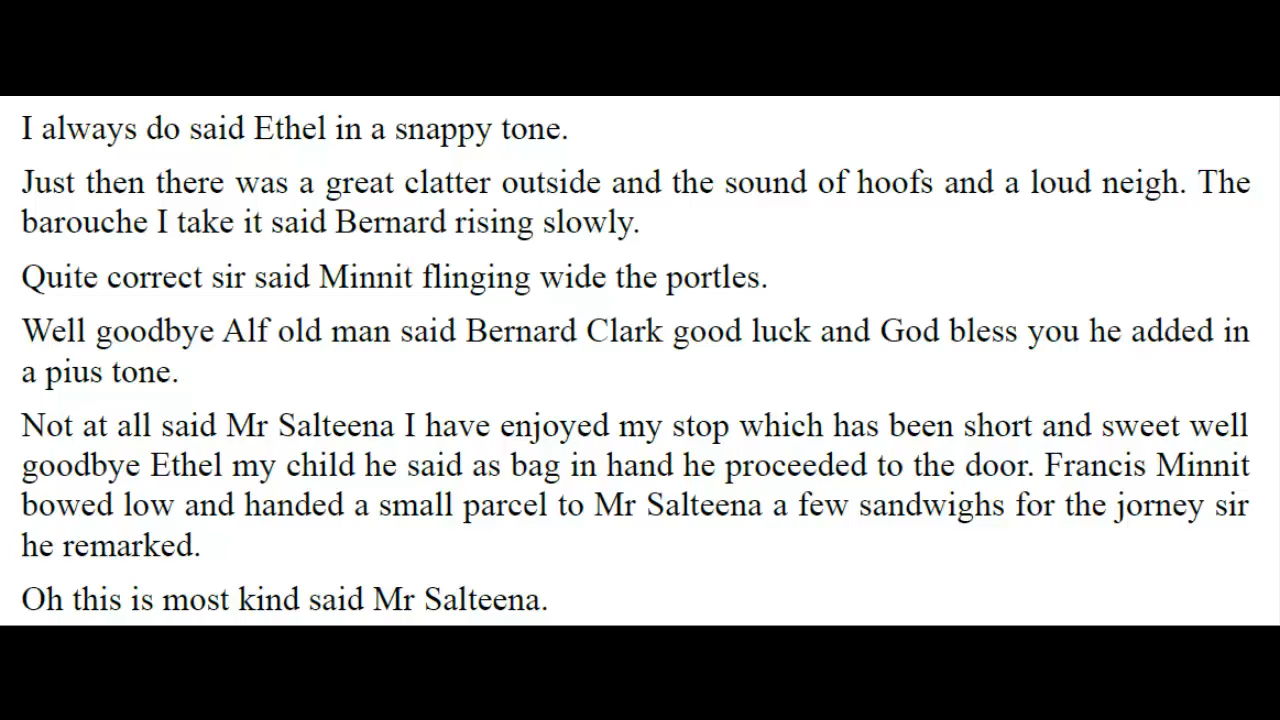 I always do said Ethel in a snappy tone.
Just then there was a great clatter outside and the sound of hoofs and a loud neigh. The
barouche I take it said Bernard rising slowly.
Quite correct sir said Minnit flinging wide the portles.
Well goodbye Alf old man said Bernard Clark good luck and God bless you he added in
a pius tone.
Not at all said Mr Salteena I have enjoyed my stop which has been short and sweet well
goodbye Ethel my child he said as bag in hand he proceeded to the door. Francis Minnit
bowed low and handed a small parcel to Mr Salteena a few sandwighs for the jorney sir
he remarked.
Oh this is most kind said Mr Salteena.